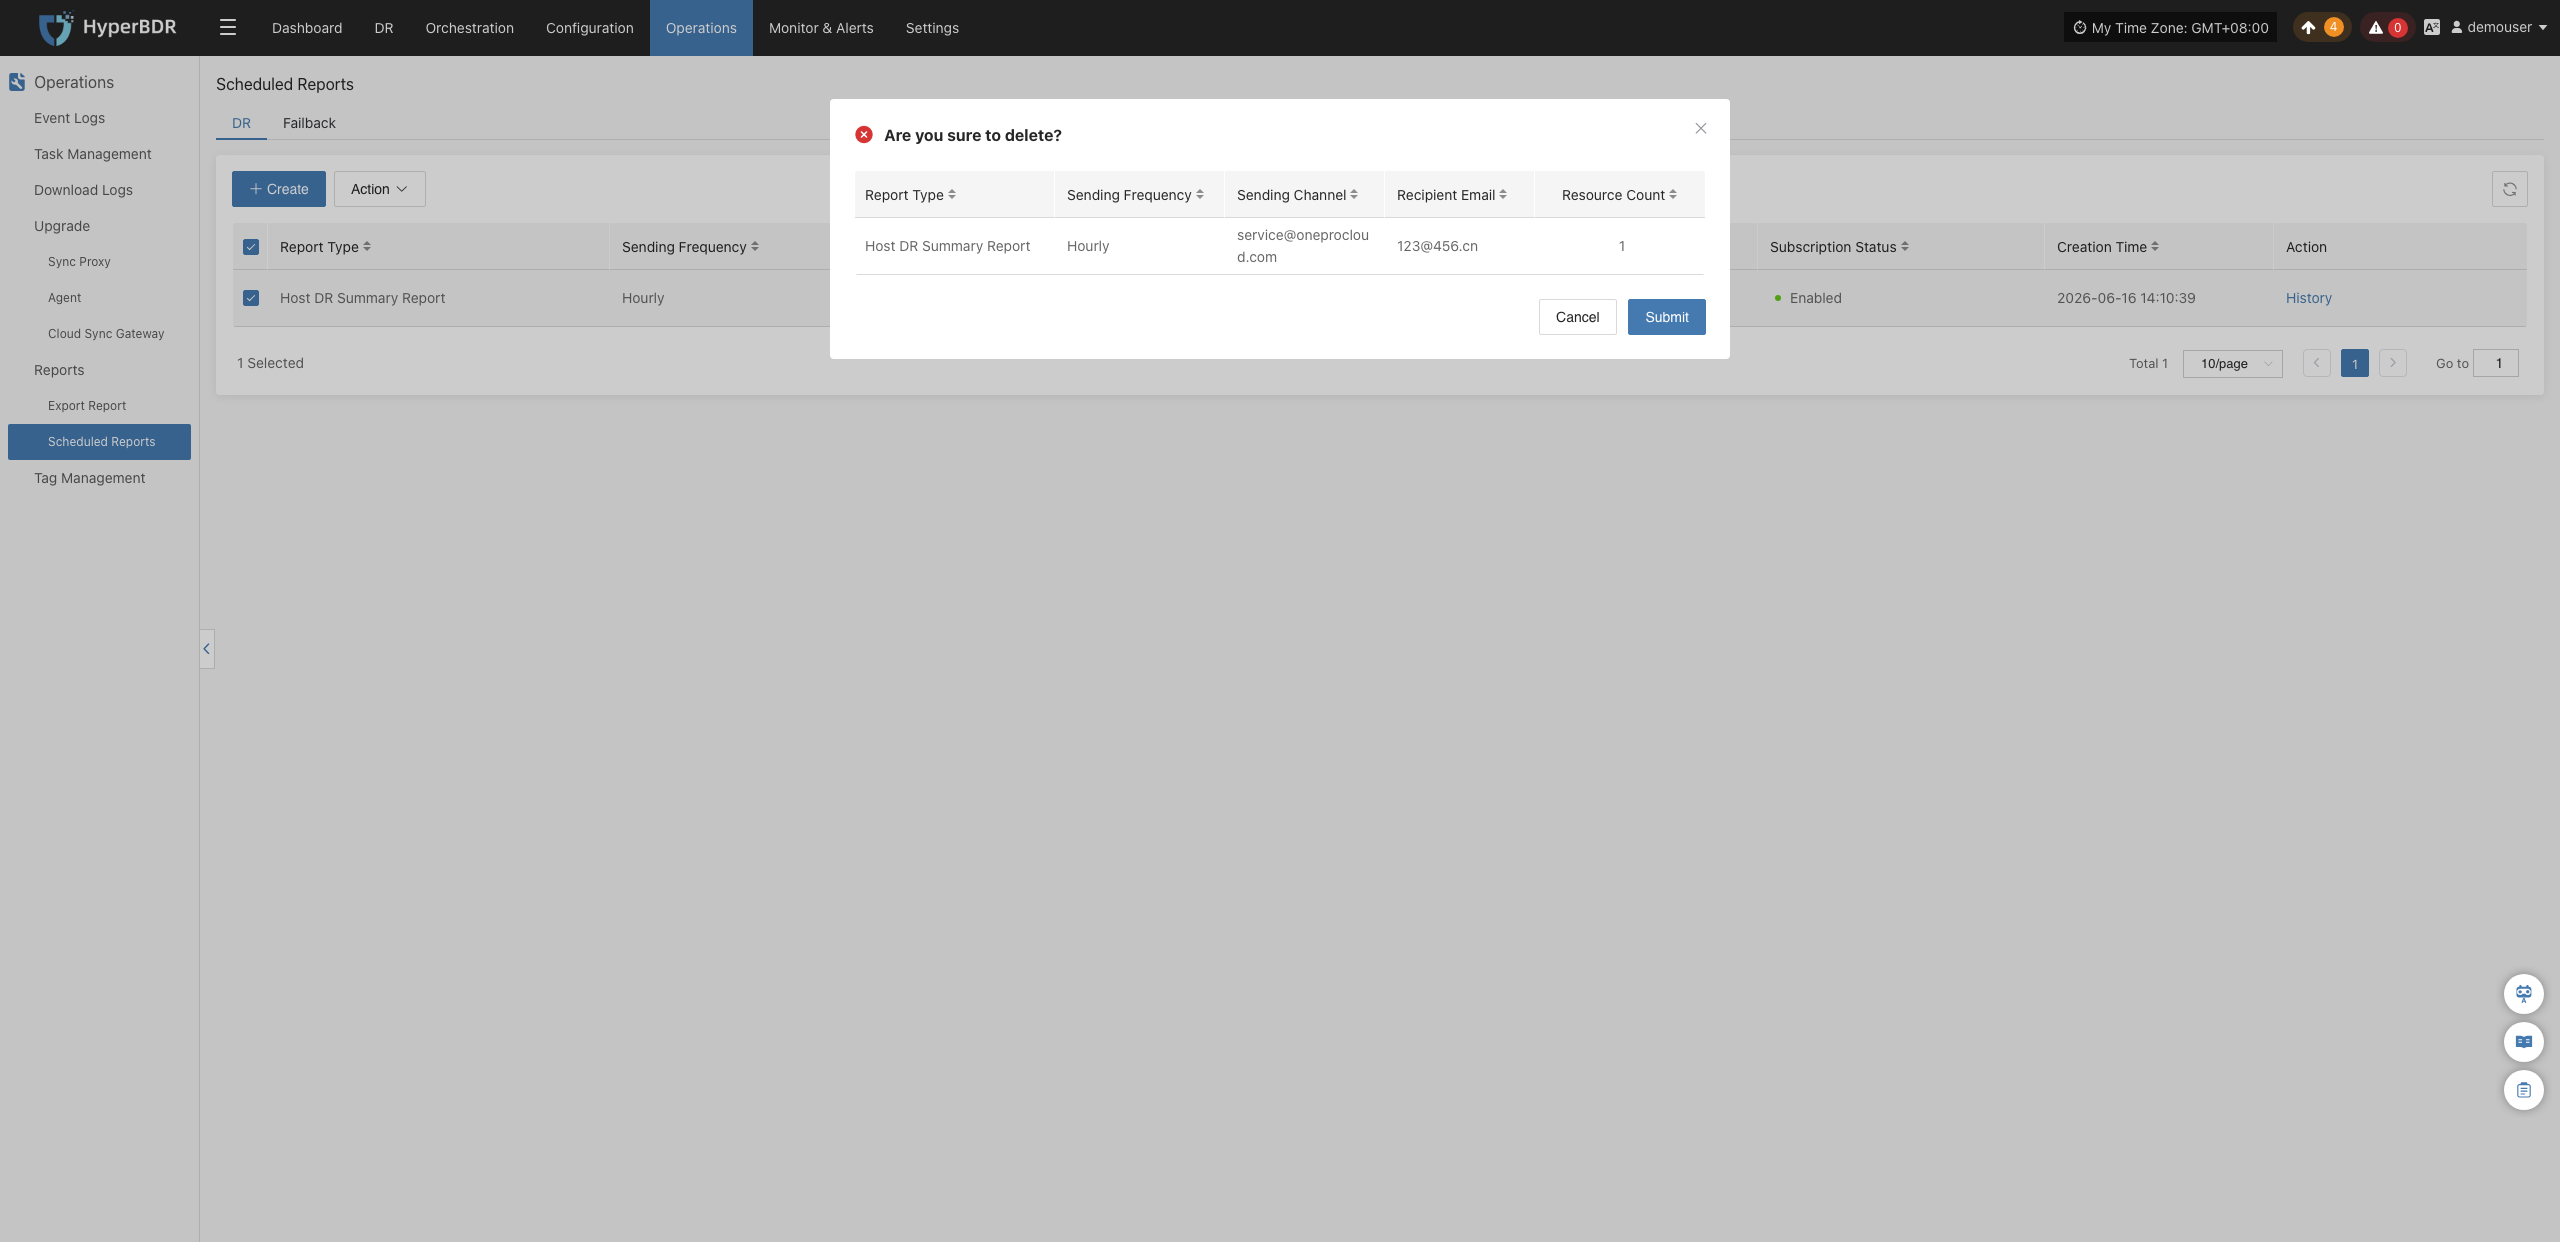 HyperBDR
Dashboard
DR
Orchestration
Configuration
Operations
Monitor & Alerts
Settings
My Time Zone: GMT+08:00
4
0
demouser
Operations
Event Logs
Task Management
Download Logs
Upgrade
Sync Proxy
Agent
Cloud Sync Gateway
Reports
Export Report
Scheduled Reports
Tag Management
Scheduled Reports
DR
Failback
Create
Action
Report Type
Sending Frequency
Subscription Status
Creation Time
Action
Host DR Summary Report
Hourly
Enabled
2026-06-16 14:10:39
History
1 Selected
Total 1
10/page
1
Go to
1
Are you sure to delete?
Report Type
Sending Frequency
Sending Channel
Recipient Email
Resource Count
Host DR Summary Report
Hourly
service@oneproclou
d.com
123@456.cn
1
Cancel
Submit